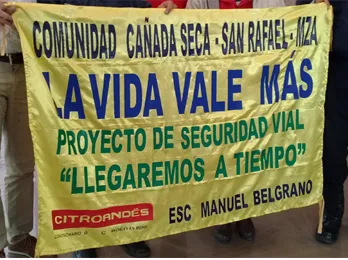 COMUNIDAD CAÑADA SECA - SAN RAFAEL - MZA
LA VIDA VALE MÁS
PROYECTO DE SEGURIDAD VIAL
"LLEGAREMOS A TIEMPO"
CITROANDÉS
ESC MANUEL BELGRANO